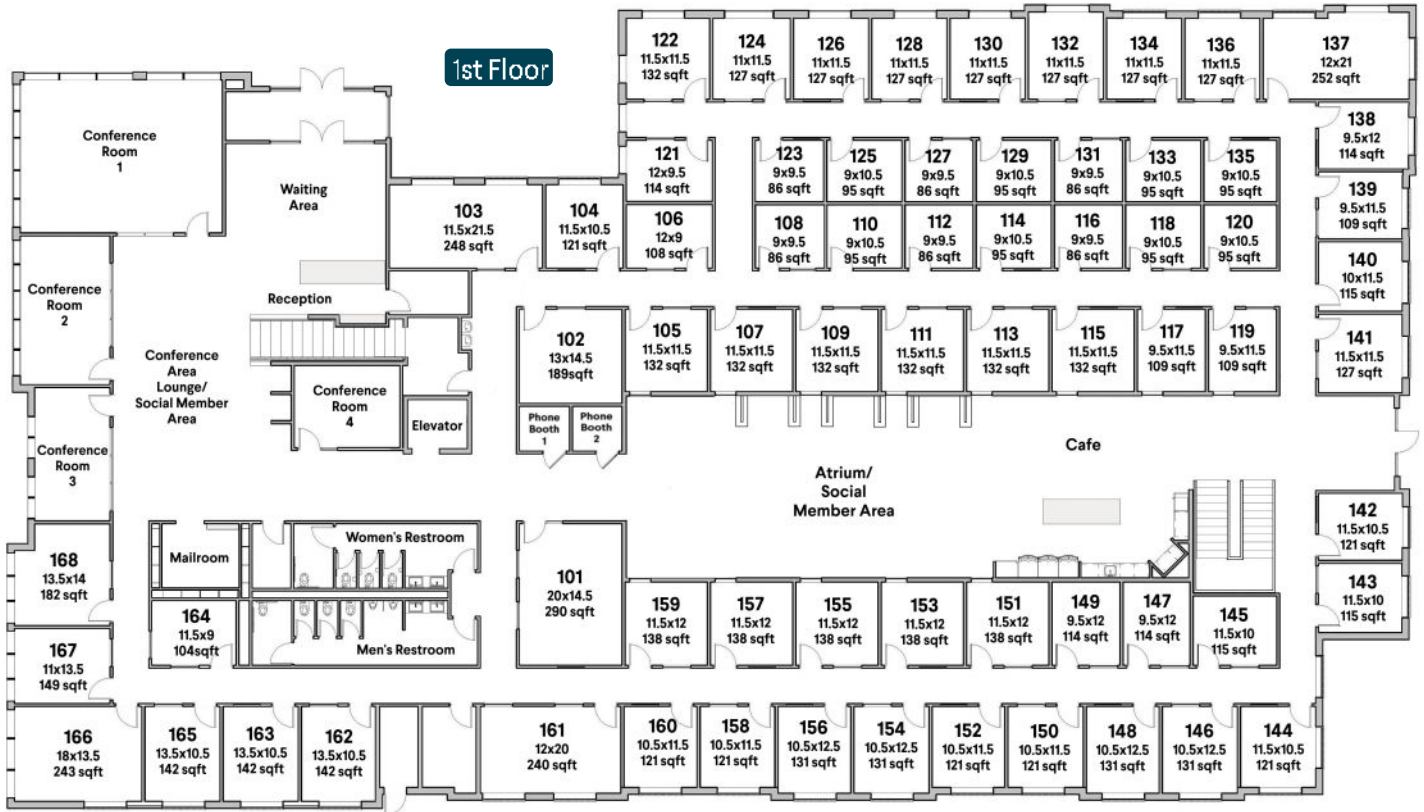 1st Floor
122
11.5x11.5
132 sqft
124
11x11.5
127 sqft
126
11x11.5
127 sqft
128
11x11.5
127 sqft
130
11x11.5
127 sqft
132
11x11.5
127 sqft
134
11x11.5
127 sqft
136
11x11.5
127 sqft
137
12x21
252 sqft
Conference
Room
1
138
9.5x12
114 sqft
121
12x9.5
114 sqft
123
9x9.5
86 sqft
125
9x10.5
95 sqft
127
9x9.5
86 sqft
129
9x10.5
95 sqft
131
9x9.5
86 sqft
133
9x10.5
95 sqft
135
9x10.5
95 sqft
Waiting
Area
139
9.5x11.5
109 sqft
103
11.5x21.5
248 sqft
104
11.5x10.5
121 sqft
106
12x9
108 sqft
108
9x9.5
86 sqft
110
9x10.5
95 sqft
112
9x9.5
86 sqft
114
9x10.5
95 sqft
116
9x9.5
86 sqft
118
9x10.5
95 sqft
120
9x10.5
95 sqft
140
10x11.5
115 sqft
Conference
Room
2
Reception
102
13x14.5
189sqft
105
11.5x11.5
132 sqft
107
11.5x11.5
132 sqft
109
11.5x11.5
132 sqft
111
11.5x11.5
132 sqft
113
11.5x11.5
132 sqft
115
11.5x11.5
132 sqft
117
9.5x11.5
109 sqft
119
9.5x11.5
109 sqft
141
11.5x11.5
127 sqft
Conference
Area
Lounge/
Social Member
Area
Conference
Room
4
Elevator
Phone
Booth
1
Phone
Booth
2
Cafe
Conference
Room
3
Atrium/
Social
Member Area
142
11.5x10.5
121 sqft
168
13.5x14
182 sqft
Mailroom
Women's Restroom
101
20x14.5
290 sqft
143
11.5x10
115 sqft
164
11.5x9
104sqft
Men's Restroom
159
11.5x12
138 sqft
157
11.5x12
138 sqft
155
11.5x12
138 sqft
153
11.5x12
138 sqft
151
11.5x12
138 sqft
149
9.5x12
114 sqft
147
9.5x12
114 sqft
145
11.5x10
115 sqft
167
11x13.5
149 sqft
166
18x13.5
243 sqft
165
13.5x10.5
142 sqft
163
13.5x10.5
142 sqft
162
13.5x10.5
142 sqft
161
12x20
240 sqft
160
10.5x11.5
121 sqft
158
10.5x11.5
121 sqft
156
10.5x12.5
131 sqft
154
10.5x12.5
131 sqft
152
10.5x11.5
121 sqft
150
10.5x11.5
121 sqft
148
10.5x12.5
131 sqft
146
10.5x12.5
131 sqft
144
11.5x10.5
121 sqft